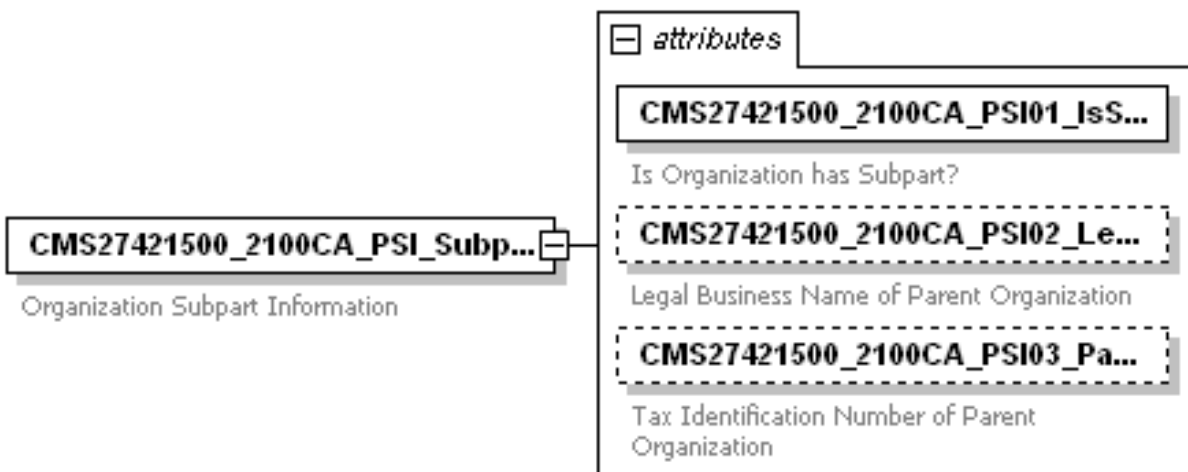 attributes
CMS27421500_2100CA_PSI01_IsS...
Is Organization has Subpart?
CMS27421500_2100CA_PSI_Subp...
Organization Subpart Information
CMS27421500_2100CA_PSI02_Le...
Legal Business Name of Parent Organization
CMS27421500_2100CA_PSI03_Pa...
Tax Identification Number of Parent
Organization